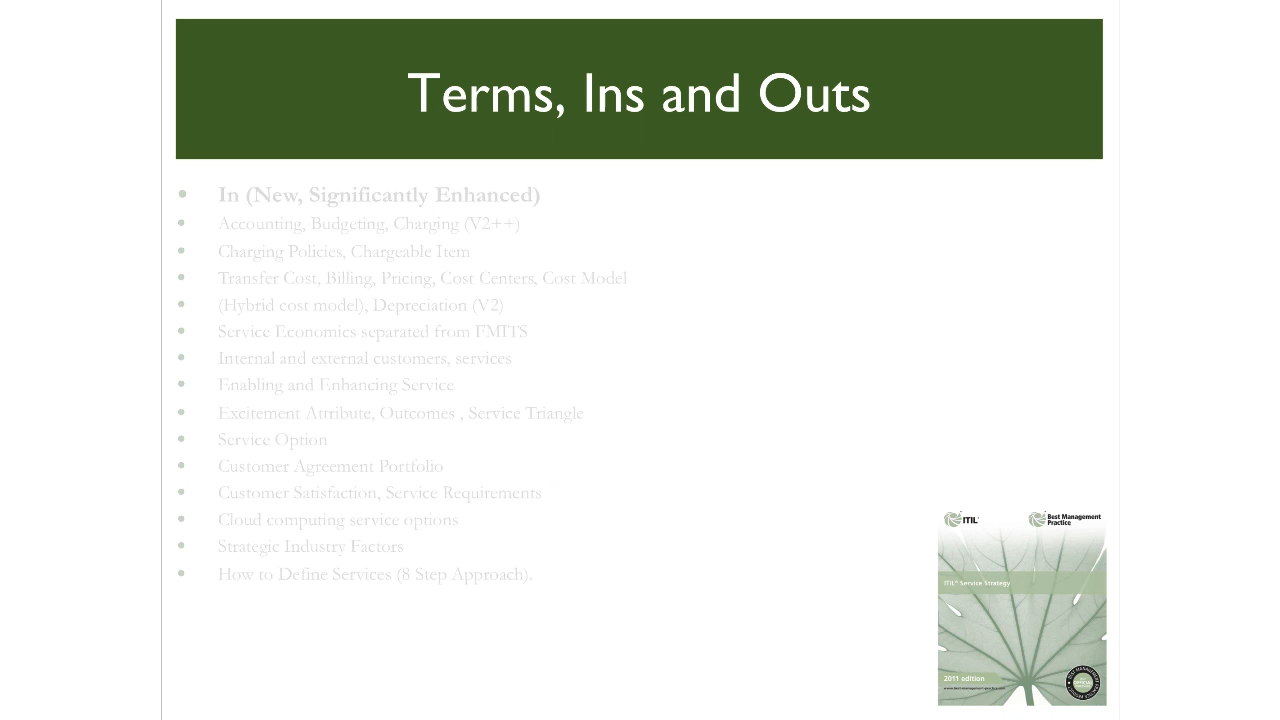 Terms, Ins and Outs
• In (New, Significantly Enhanced)
• Accounting, Budgeting, Charging (V2++)
• Charging Policies, Chargeable Item
• Transfer Cost, Billing, Pricing, Cost Centers, Cost Model
• (Hybrid cost model), Depreciation (V2)
• Service Economics separated from FMITS
• Internal and external customers, services
• Enabling and Enhancing Service
• Excitement Attribute, Outcomes , Service Triangle
• Service Option
• Customer Agreement Portfolio
• Customer Satisfaction, Service Requirements
• Cloud computing service options
• Strategic Industry Factors
• How to Define Services (8 Step Approach).
ITIL®
Best Management
Practice
ITIL® Service Strategy
2011 edition